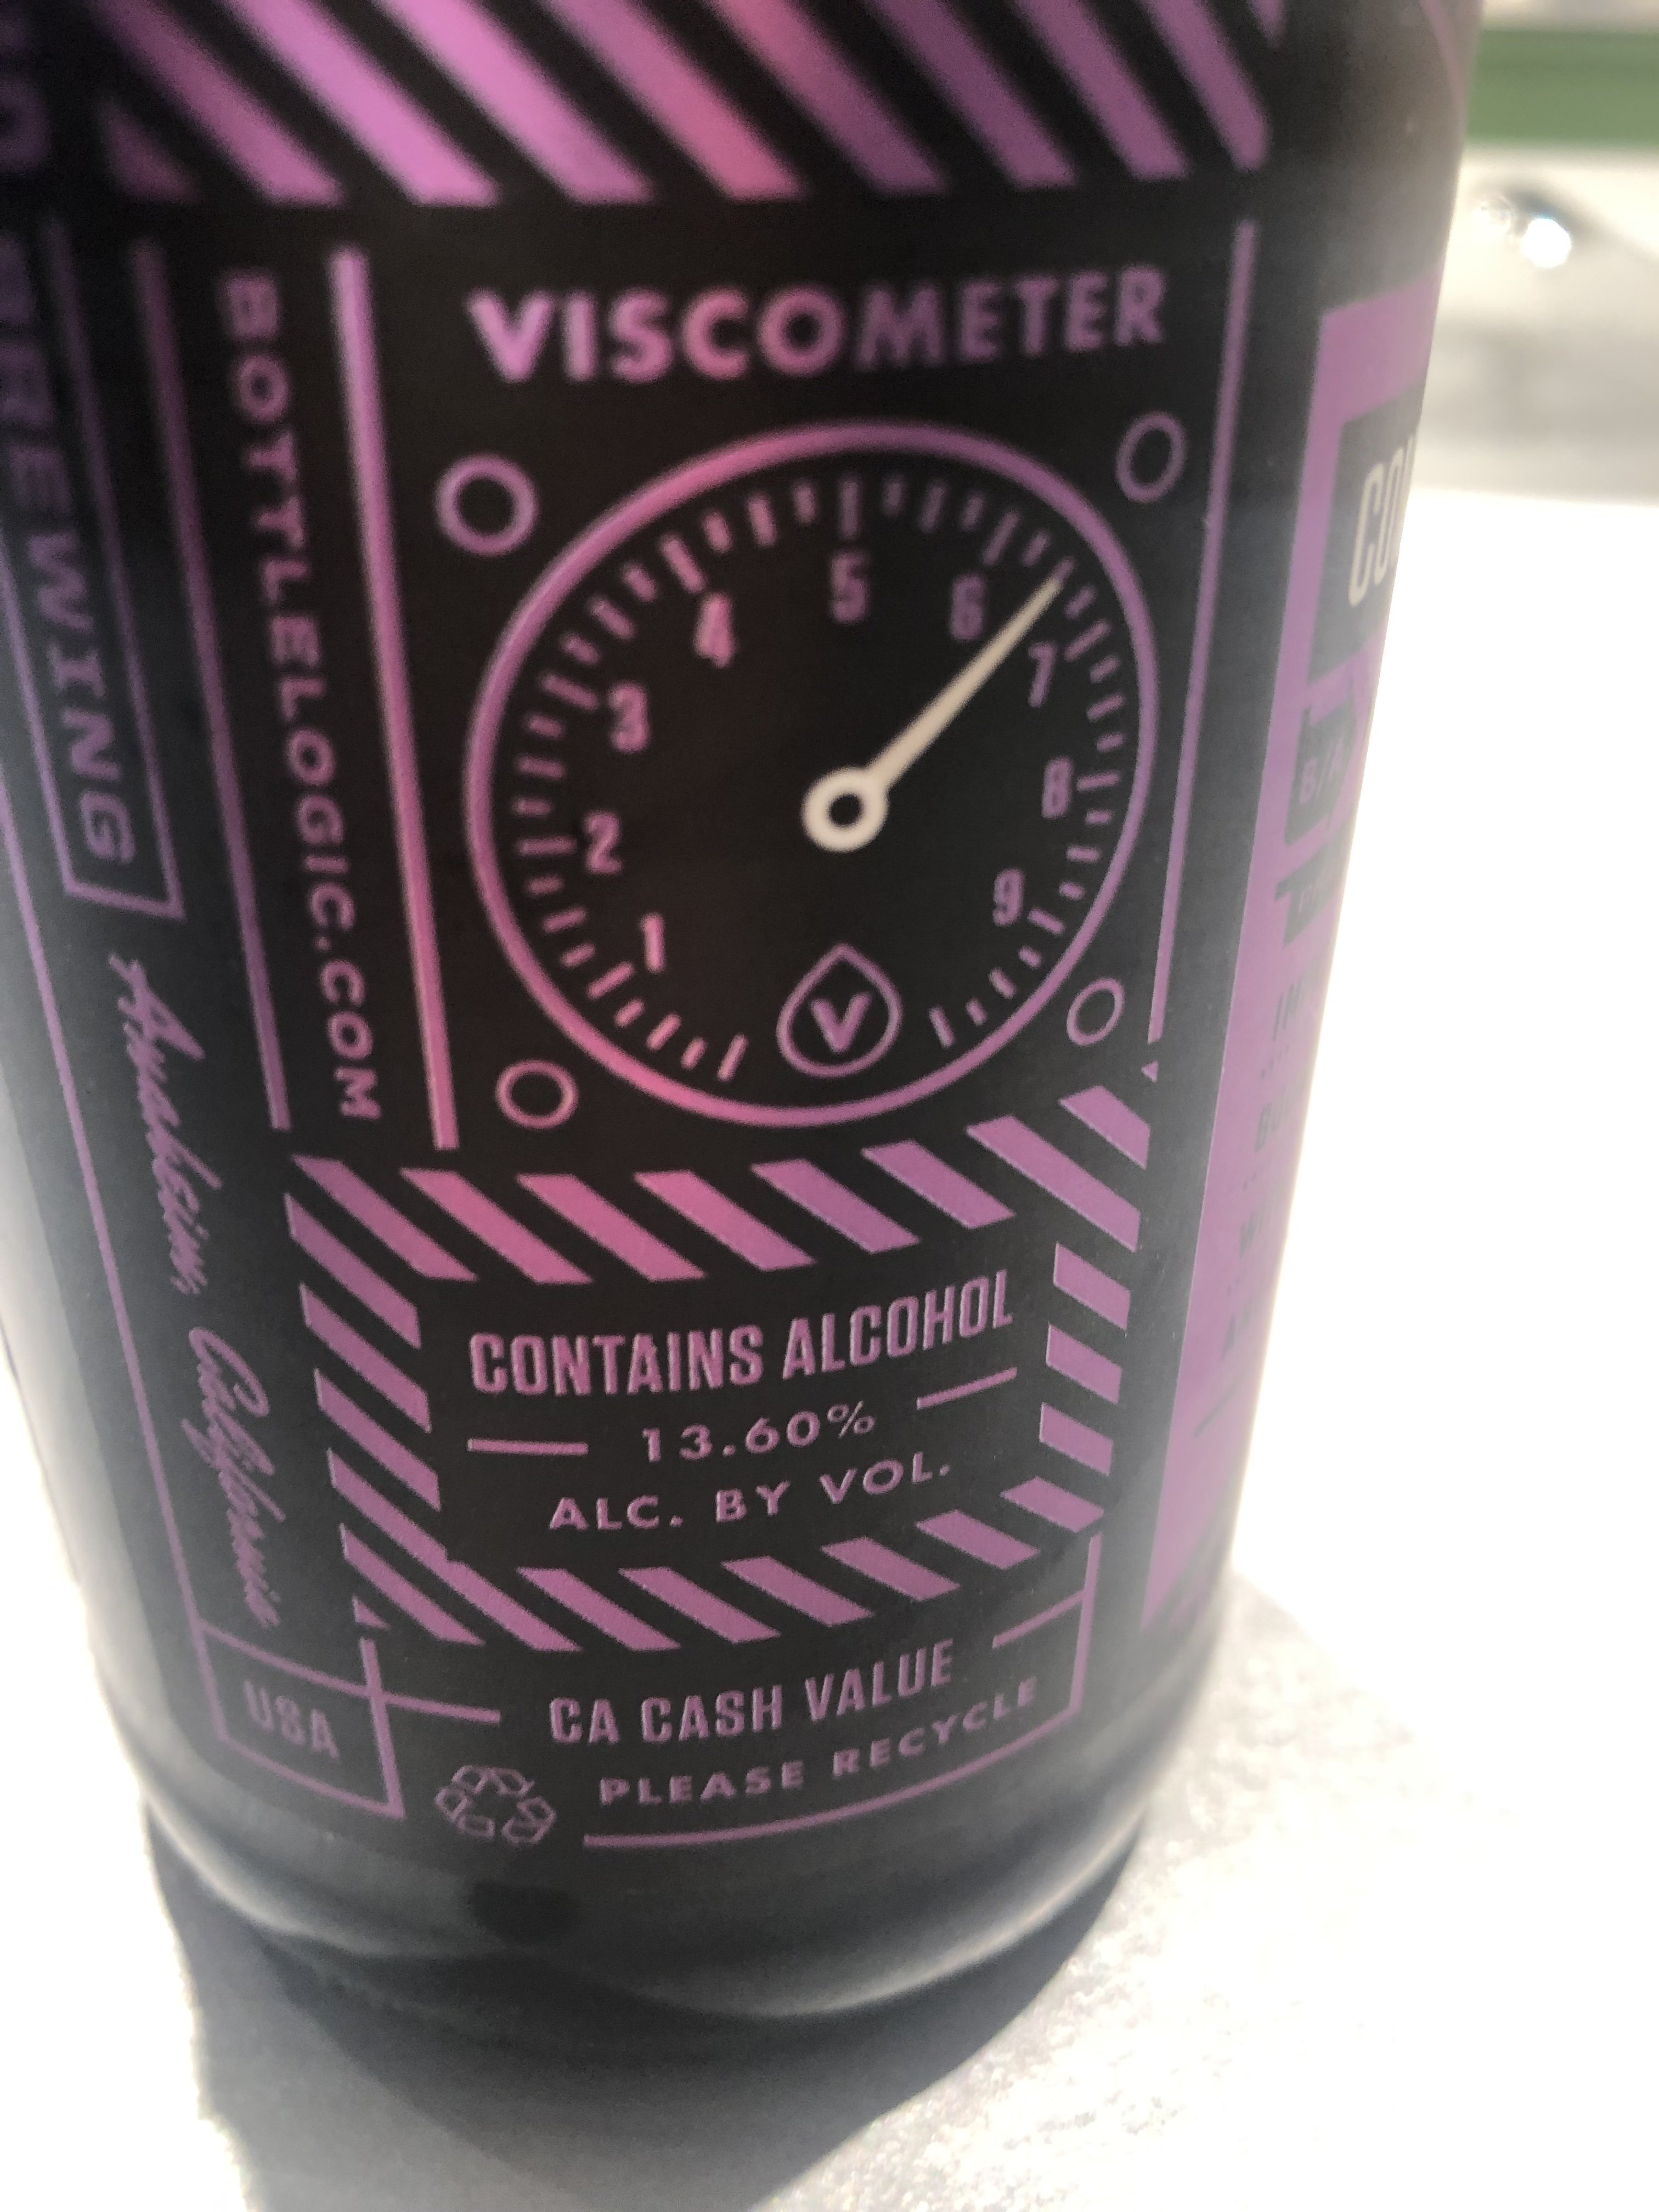 BREWING
Anaheim, California
USA
BOTTLELOGIC.COM
VISCOMETER
1
2
3
4
5
6
7
8
9
V
CONTAINS ALCOHOL
13.60%
ALC. BY VOL.
CA CASH VALUE
PLEASE RECYCLE